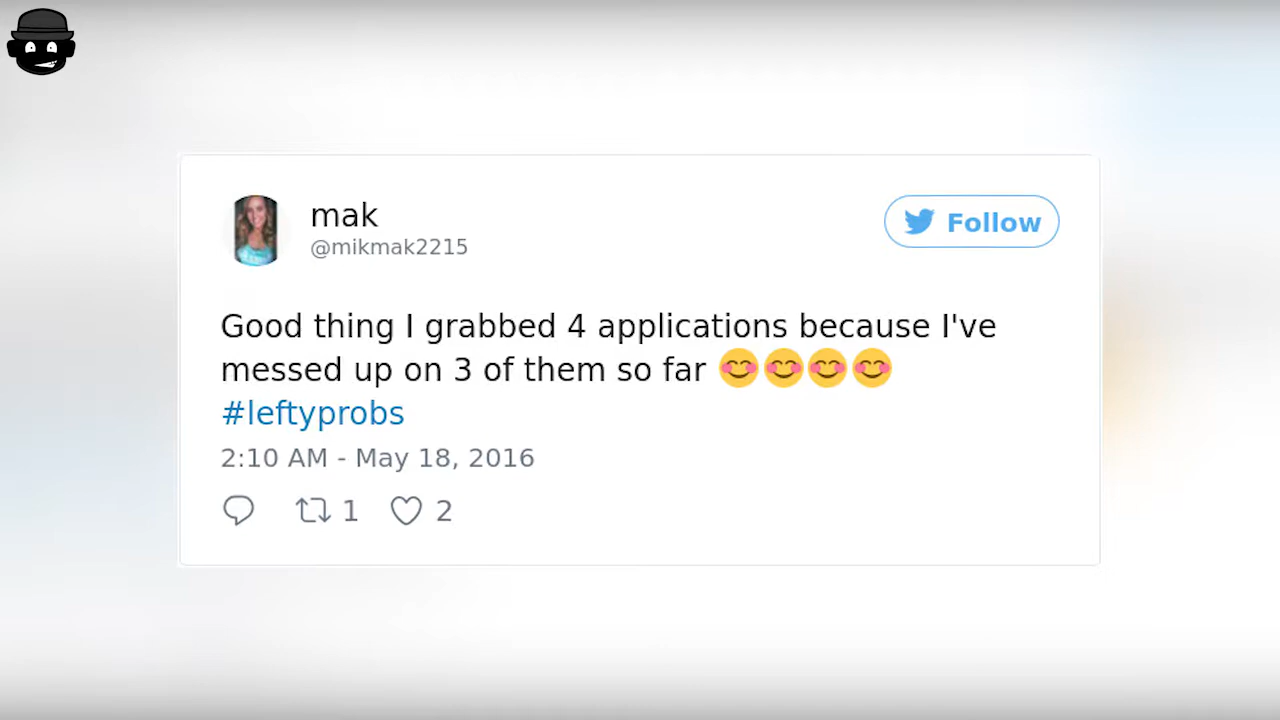 mak
@mikmak2215
Follow
Good thing I grabbed 4 applications because I've
messed up on 3 of them so far 😊😊😊😊
#leftyprobs
2:10 AM - May 18, 2016
1
2